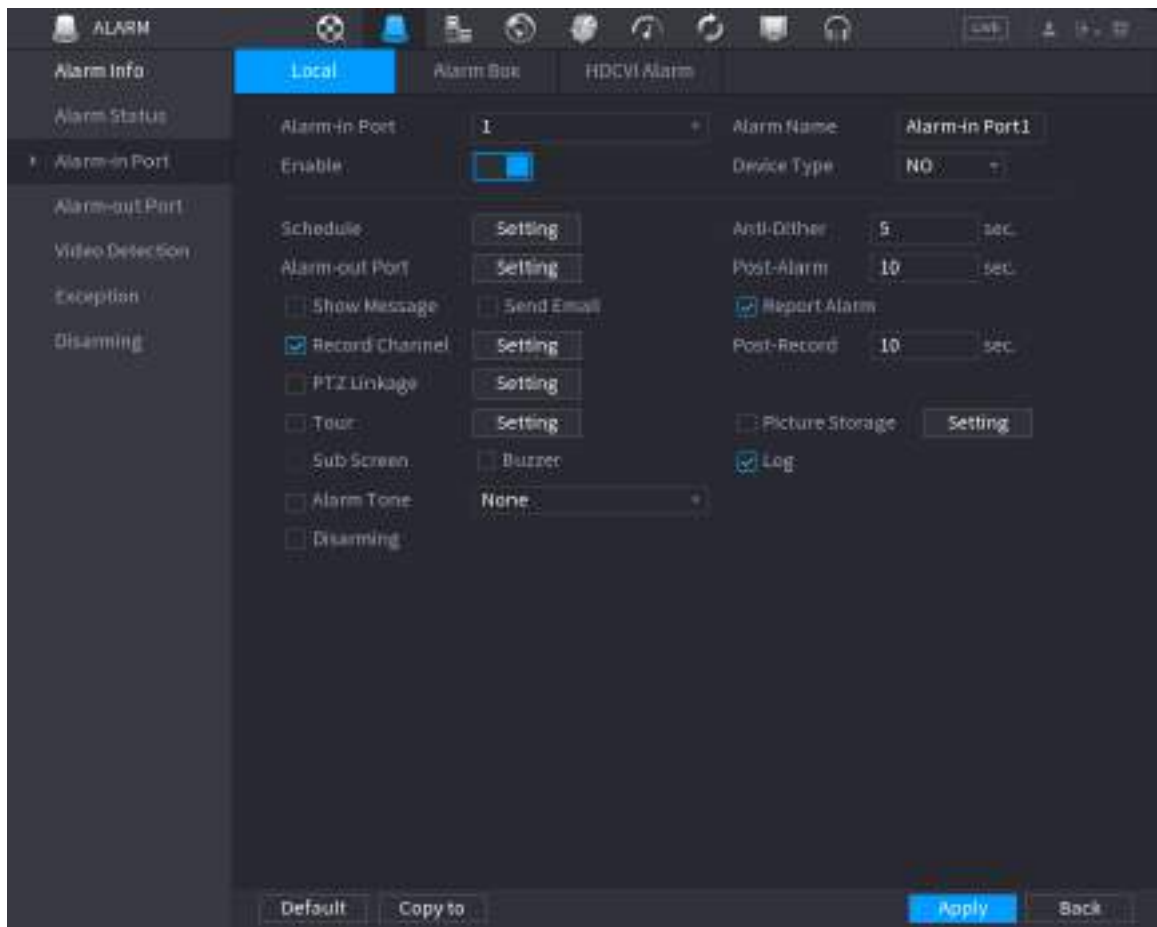 ALARM LIVE
Alarm Info
Alarm Status
Alarm-in Port
Alarm-out Port
Video Detection
Exception
Disarming
Local Alarm Box HDCVI Alarm
Alarm-in Port 1 Alarm Name Alarm-in Port1
Enable Device Type NO
Schedule Setting Anti-Dither 5 sec.
Alarm-out Port Setting Post-Alarm 10 sec.
Show Message Send Email Report Alarm
Record Channel Setting Post-Record 10 sec.
PTZ Linkage Setting
Tour Setting Picture Storage Setting
Sub Screen Buzzer Log
Alarm Tone None
Disarming
Default Copy to Apply Back